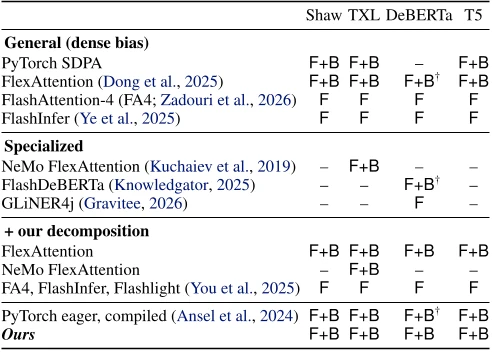 Shaw TXL DeBERTa T5
General (dense bias)
PyTorch SDPA F+B F+B – F+B
FlexAttention (Dong et al., 2025) F+B F+B F+B† F+B
FlashAttention-4 (FA4; Zadouri et al., 2026) F F F F
FlashInfer (Ye et al., 2025) F F F F
Specialized
NeMo FlexAttention (Kuchaiev et al., 2019) – F+B – –
FlashDeBERTa (Knowledgator, 2025) – – F+B† –
GLiNER4j (Gravitee, 2026) – – F –
+ our decomposition
FlexAttention F+B F+B F+B F+B
NeMo FlexAttention – F+B – –
FA4, FlashInfer, Flashlight (You et al., 2025) F F F F
PyTorch eager, compiled (Ansel et al., 2024) F+B F+B F+B† F+B
Ours F+B F+B F+B F+B